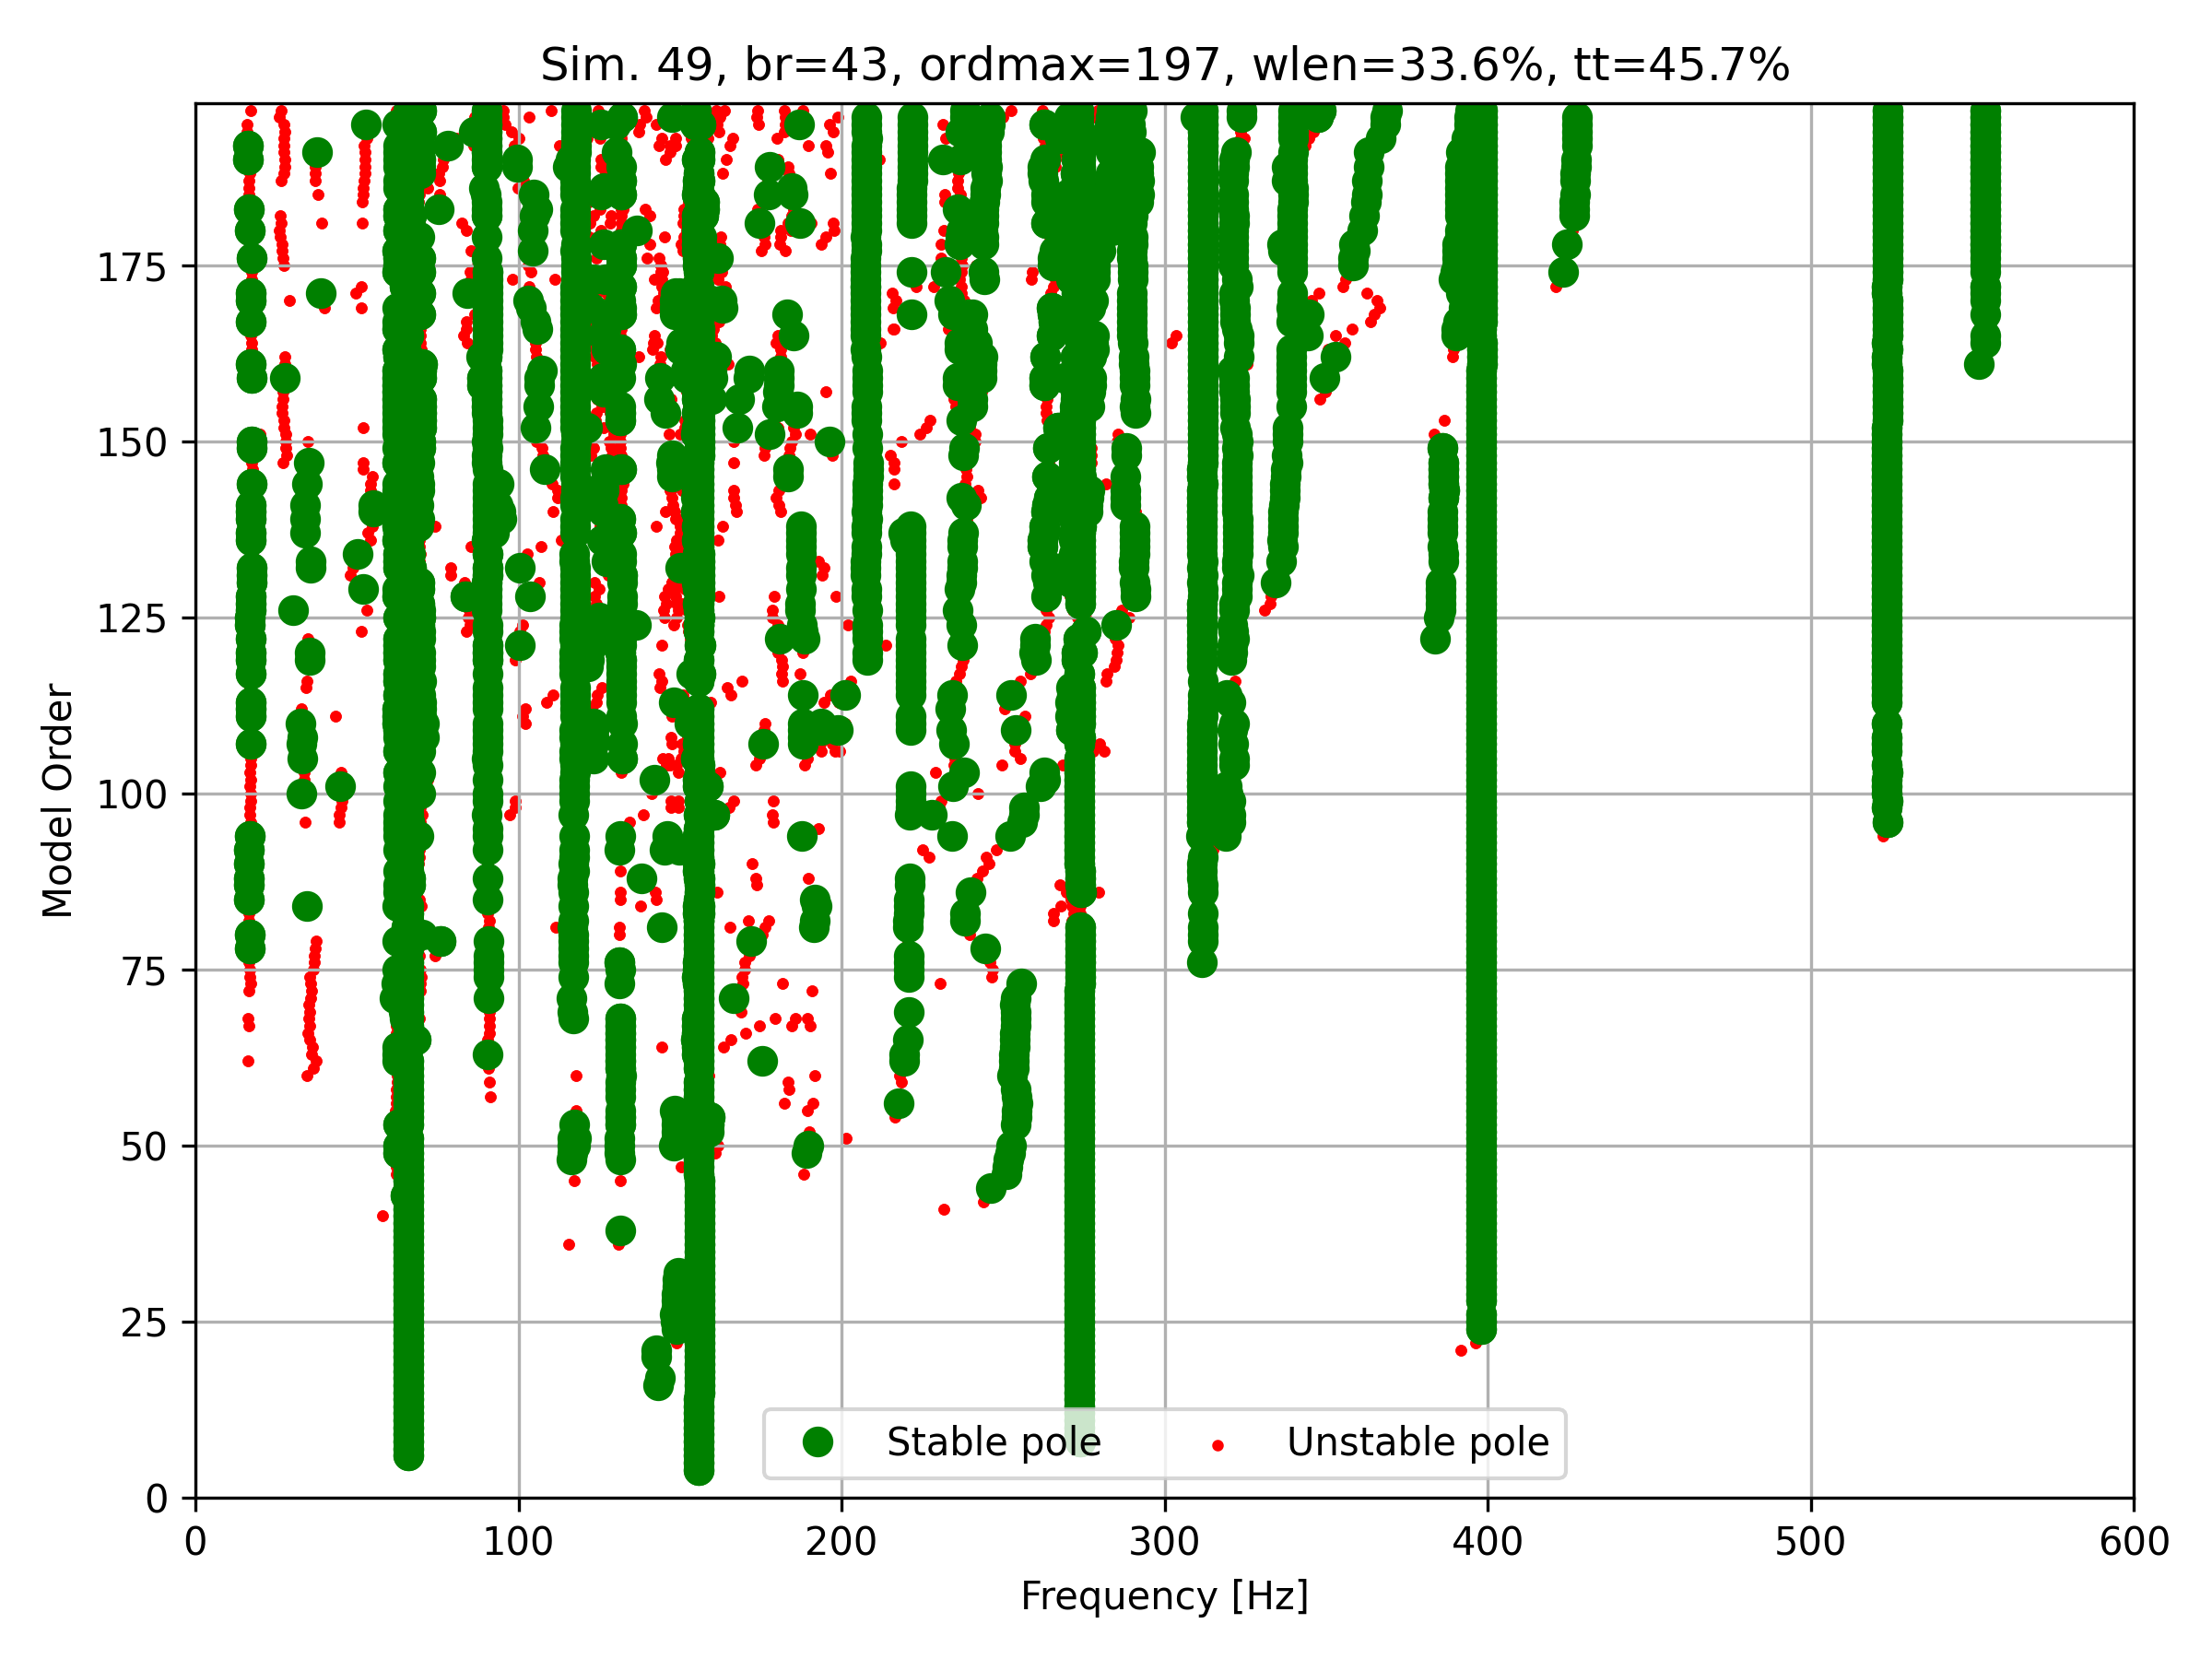 Sim. 49, br=43, ordmax=197, wlen=33.6%, tt=45.7%
Model Order
175
150
125
100
75
50
25
0
Stable pole
Unstable pole
0 100 200 300 400 500 600
Frequency [Hz]